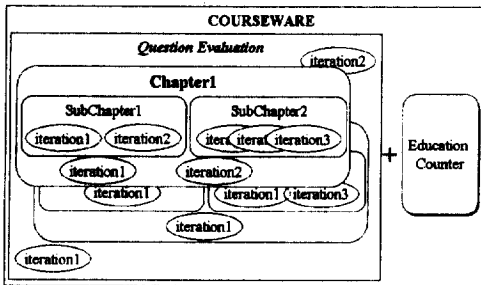 COURSEWARE
Question Evaluation
iteration2
Chapter1
SubChapter1 SubChapter2
iteration1 iteration2 iteration3
Education
Counter
+
iteration1 iteration2
iteration1 iteration1 iteration3
iteration1
iteration1